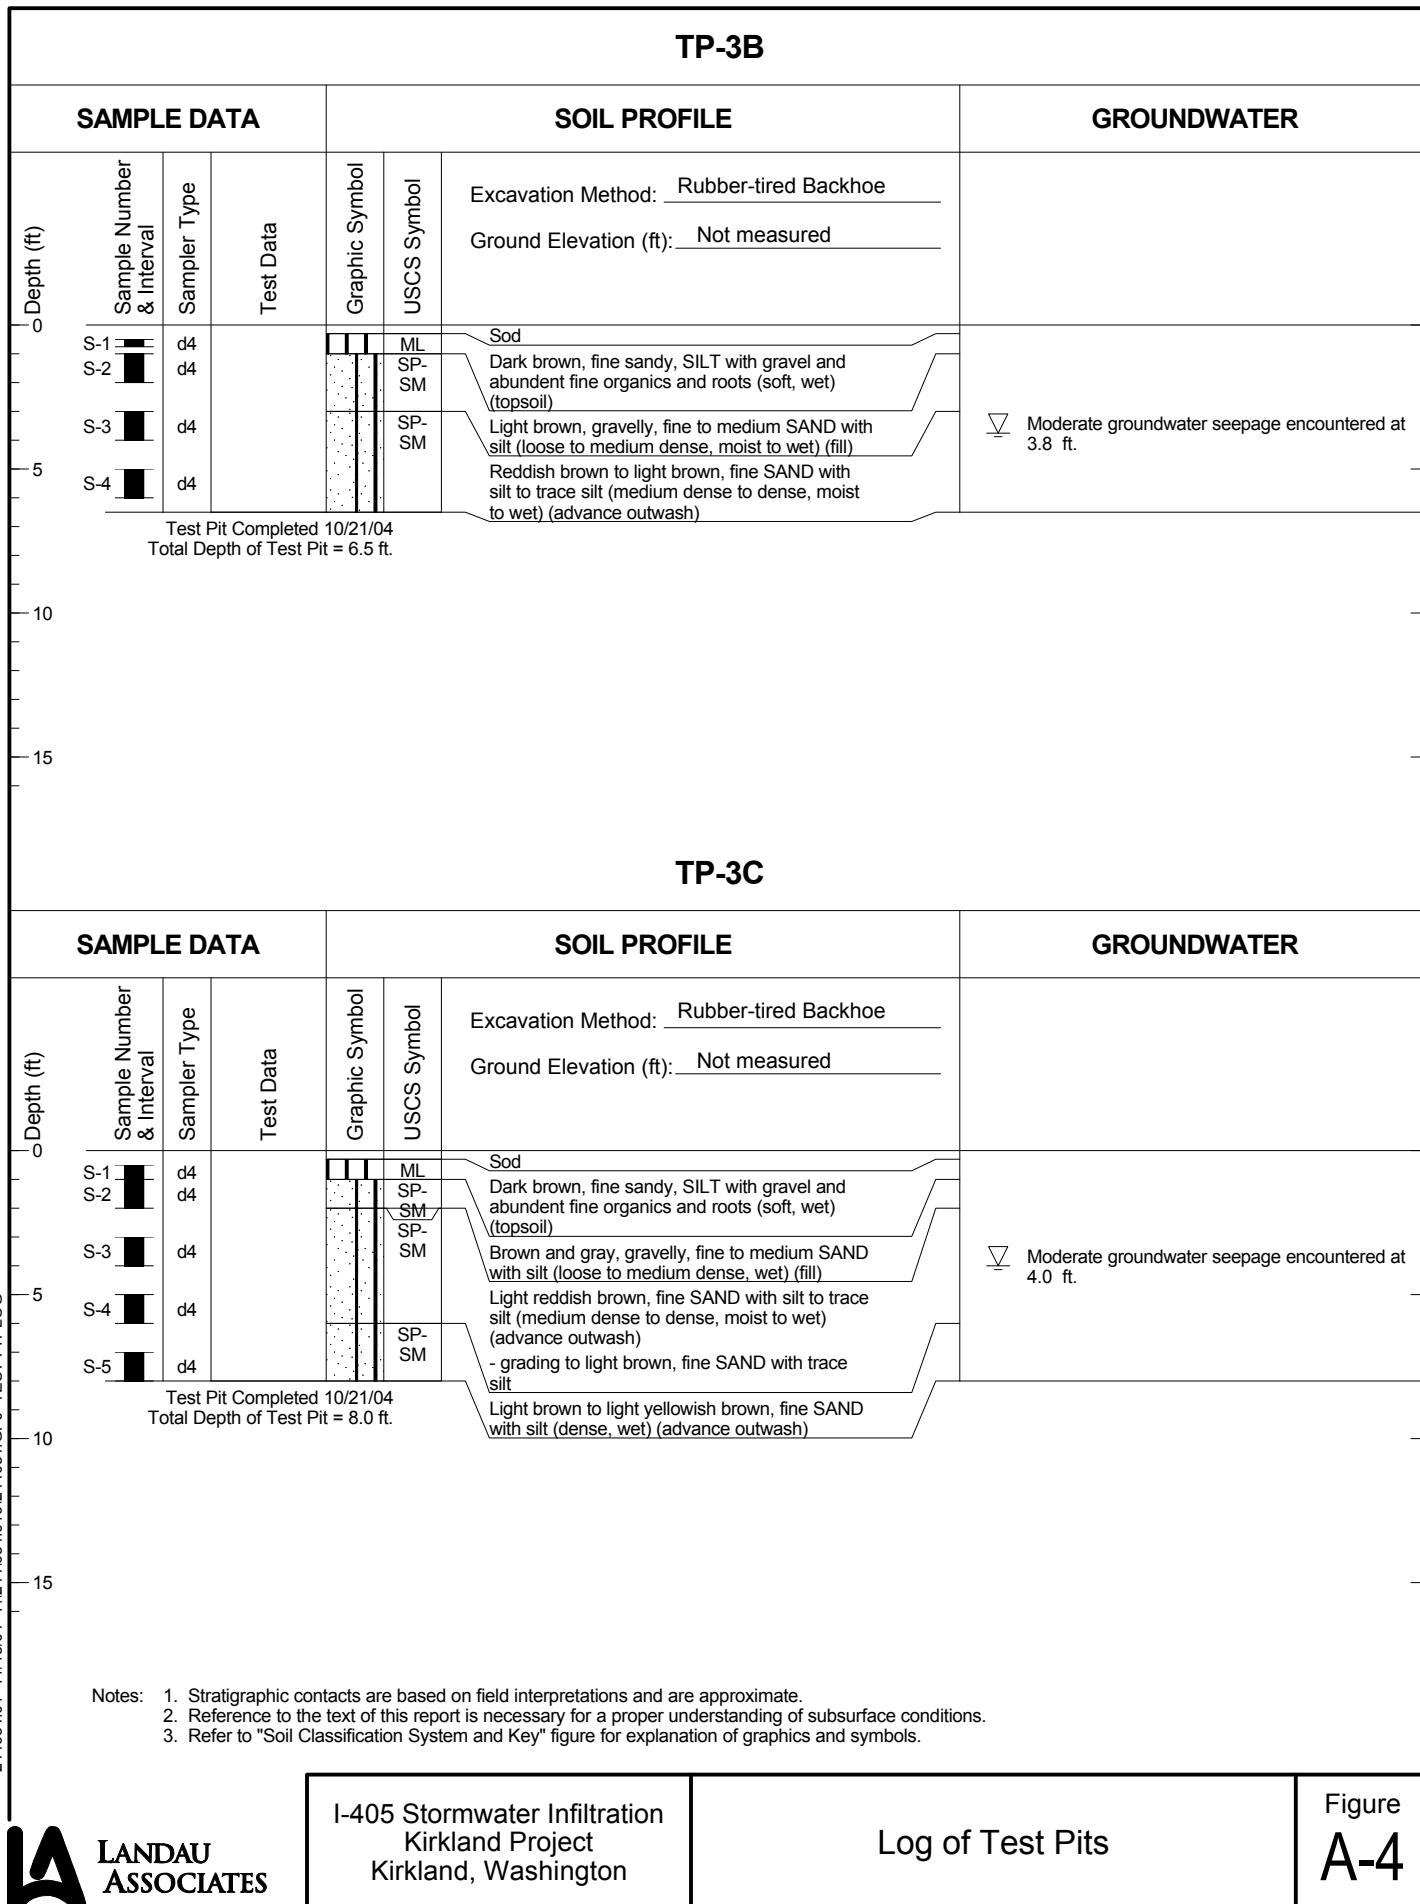 TP-3B
SAMPLE DATA
SOIL PROFILE
GROUNDWATER
Depth (ft)
Sample Number
& Interval
Sampler Type
Test Data
Graphic Symbol
USCS Symbol
Excavation Method: Rubber-tired Backhoe
Ground Elevation (ft): Not measured
0
S-1 d4 ML Sod
S-2 d4 SP-
SM
Dark brown, fine sandy, SILT with gravel and
abundent fine organics and roots (soft, wet)
(topsoil)
S-3 d4 SP-
SM
Light brown, gravelly, fine to medium SAND with
silt (loose to medium dense, moist to wet) (fill)
Moderate groundwater seepage encountered at
3.8 ft.
5
S-4 d4
Reddish brown to light brown, fine SAND with
silt to trace silt (medium dense to dense, moist
to wet) (advance outwash)
Test Pit Completed 10/21/04
Total Depth of Test Pit = 6.5 ft.
10
15
TP-3C
SAMPLE DATA
SOIL PROFILE
GROUNDWATER
Depth (ft)
Sample Number
& Interval
Sampler Type
Test Data
Graphic Symbol
USCS Symbol
Excavation Method: Rubber-tired Backhoe
Ground Elevation (ft): Not measured
0
S-1 d4 ML Sod
S-2 d4 SP-
SM
Dark brown, fine sandy, SILT with gravel and
abundent fine organics and roots (soft, wet)
(topsoil)
SP-
SM
S-3 d4
Brown and gray, gravelly, fine to medium SAND
with silt (loose to medium dense, wet) (fill)
Moderate groundwater seepage encountered at
4.0 ft.
5
S-4 d4
Light reddish brown, fine SAND with silt to trace
silt (medium dense to dense, moist to wet)
(advance outwash)
SP-
SM
S-5 d4
- grading to light brown, fine SAND with trace
silt
Test Pit Completed 10/21/04
Total Depth of Test Pit = 8.0 ft.
Light brown to light yellowish brown, fine SAND
with silt (dense, wet) (advance outwash)
10
15
Notes: 1. Stratigraphic contacts are based on field interpretations and are approximate.
2. Reference to the text of this report is necessary for a proper understanding of subsurface conditions.
3. Refer to "Soil Classification System and Key" figure for explanation of graphics and symbols.
LANDAU
ASSOCIATES
I-405 Stormwater Infiltration
Kirkland Project
Kirkland, Washington
Log of Test Pits
Figure
A-4